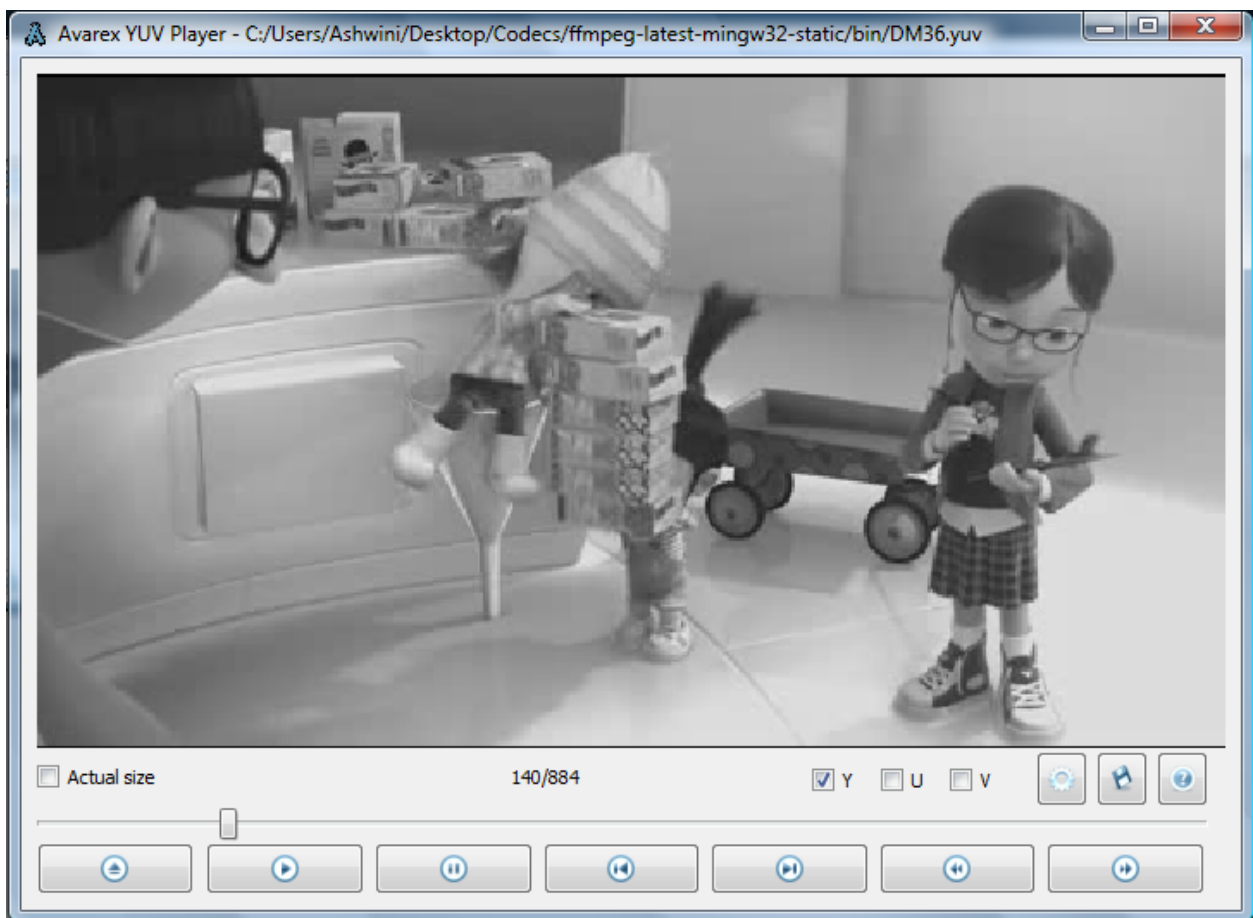 Avarex YUV Player - C:/Users/Ashwini/Desktop/Codecs/ffmpeg-latest-mingw32-static/bin/DM36.yuv
Actual size
140/884
Y
U
V